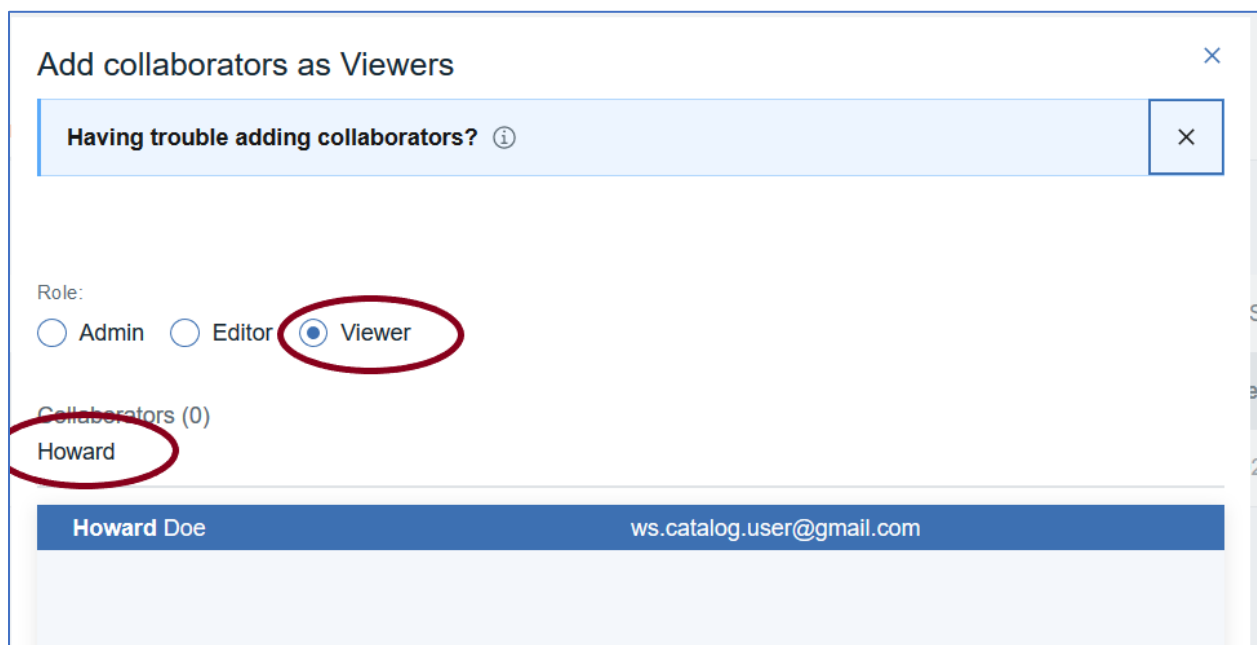 Add collaborators as Viewers
Having trouble adding collaborators?
Role:
Admin Editor Viewer
Collaborators (0)
Howard
Howard Doe ws.catalog.user@gmail.com